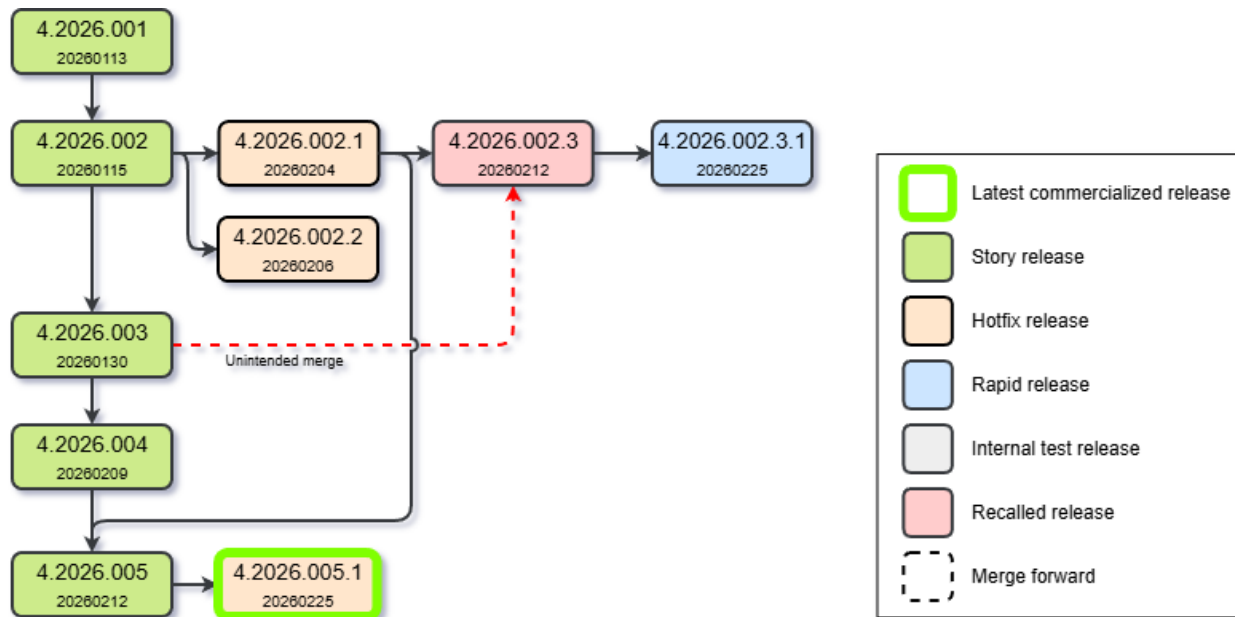 4.2026.001
20260113
4.2026.002
20260115
4.2026.002.1
20260204
4.2026.002.3
20260212
4.2026.002.3.1
20260225
4.2026.002.2
20260206
4.2026.003
20260130
Unintended merge
4.2026.004
20260209
4.2026.005
20260212
4.2026.005.1
20260225
Latest commercialized release
Story release
Hotfix release
Rapid release
Internal test release
Recalled release
Merge forward